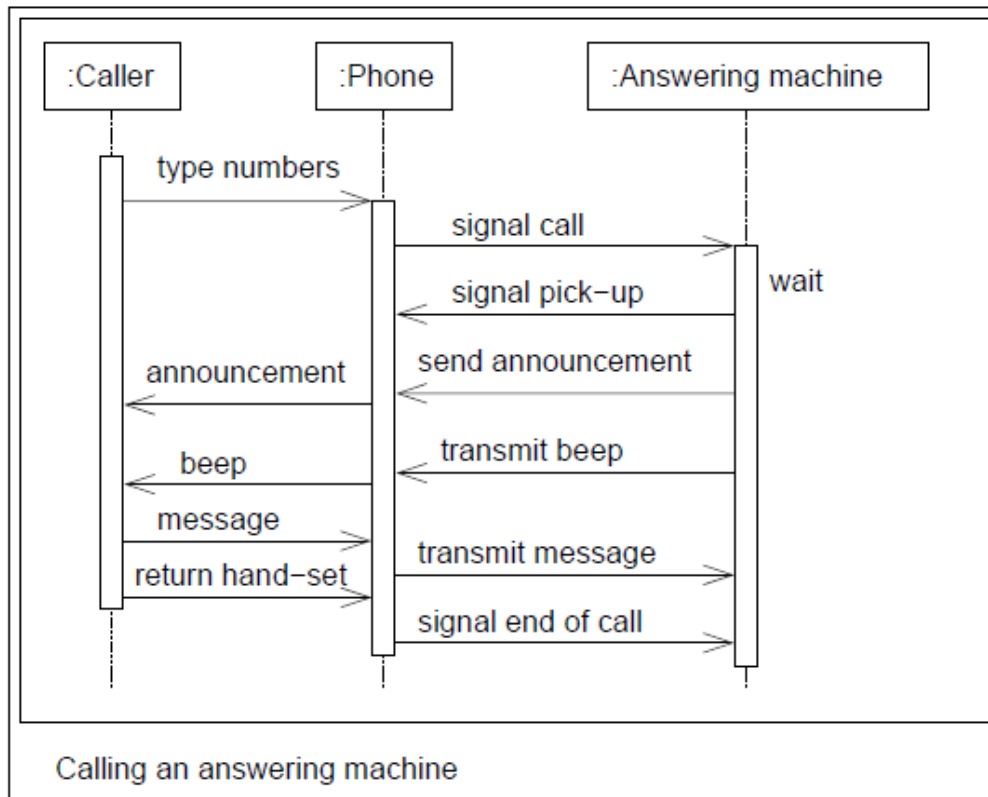 :Caller
:Phone
:Answering machine
type numbers
signal call
wait
signal pick−up
send announcement
announcement
transmit beep
beep
message
transmit message
return hand−set
signal end of call
Calling an answering machine